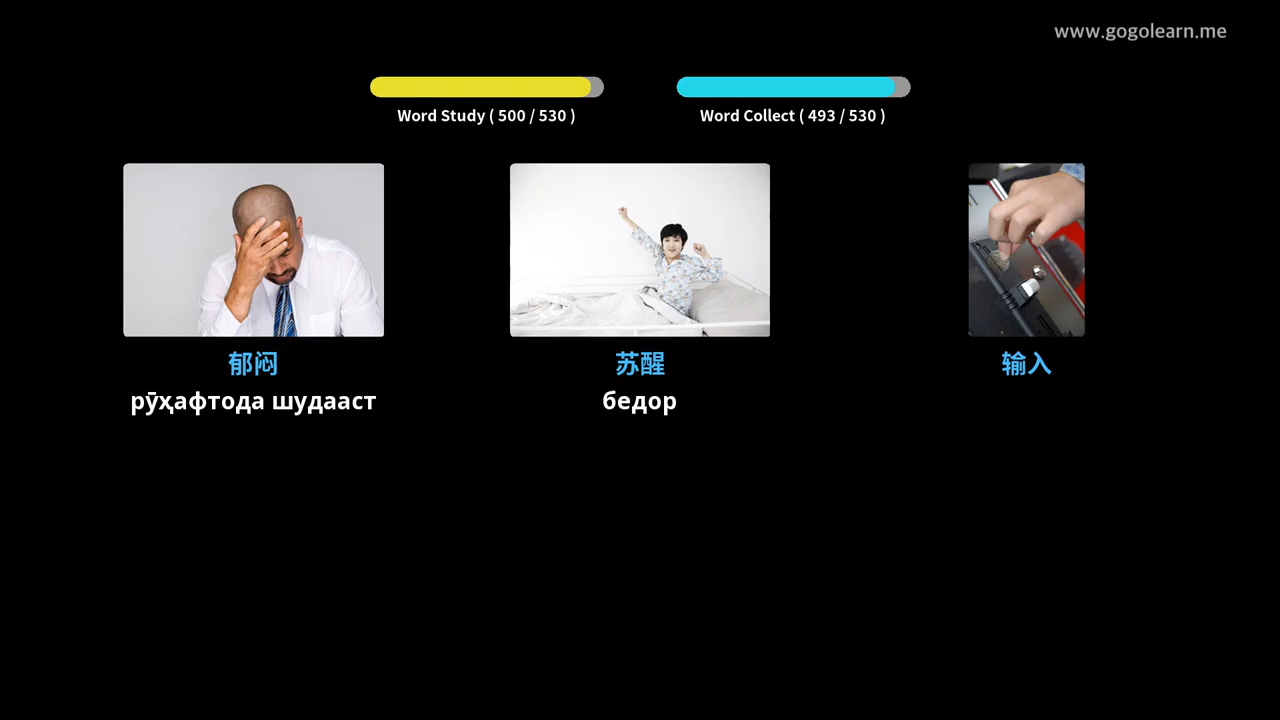 www.gogolearn.me
Word Study ( 500 / 530 )
Word Collect ( 493 / 530 )
郁闷
苏醒
输入
рӯҳафтода шудааст
бедор